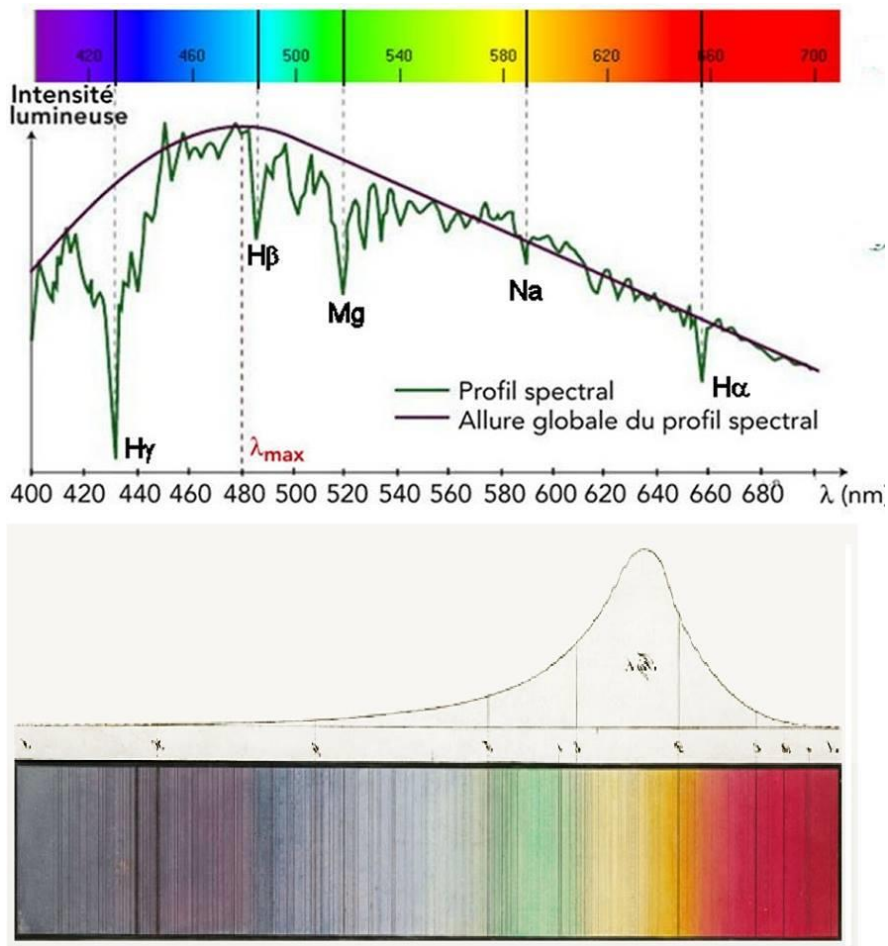 420 460 500 540 580 620 660 700
Intensité
lumineuse
Hβ
Mg
Na
Hα
Profil spectral
Allure globale du profil spectral
Hγ
λmax
400 420 440 460 480 500 520 540 560 580 600 620 640 660 680 λ (nm)